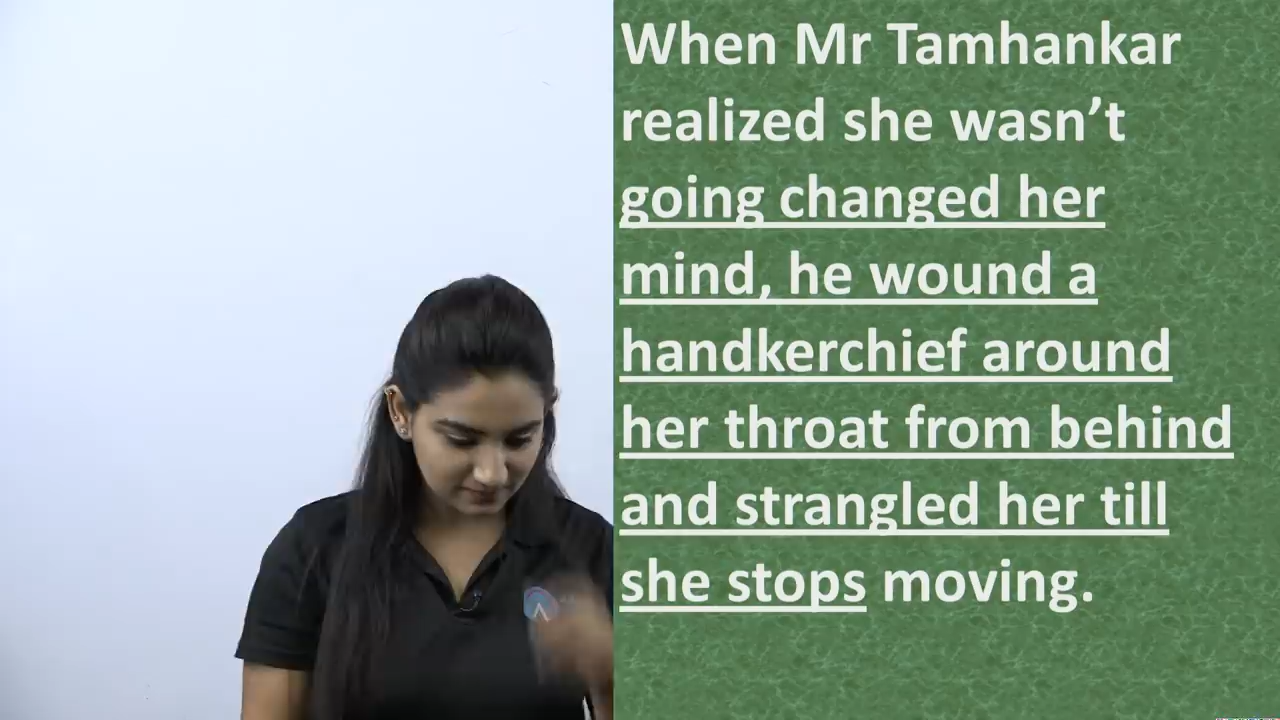 When Mr Tamhankar
realized she wasn’t
going changed her
mind, he wound a
handkerchief around
her throat from behind
and strangled her till
she stops moving.